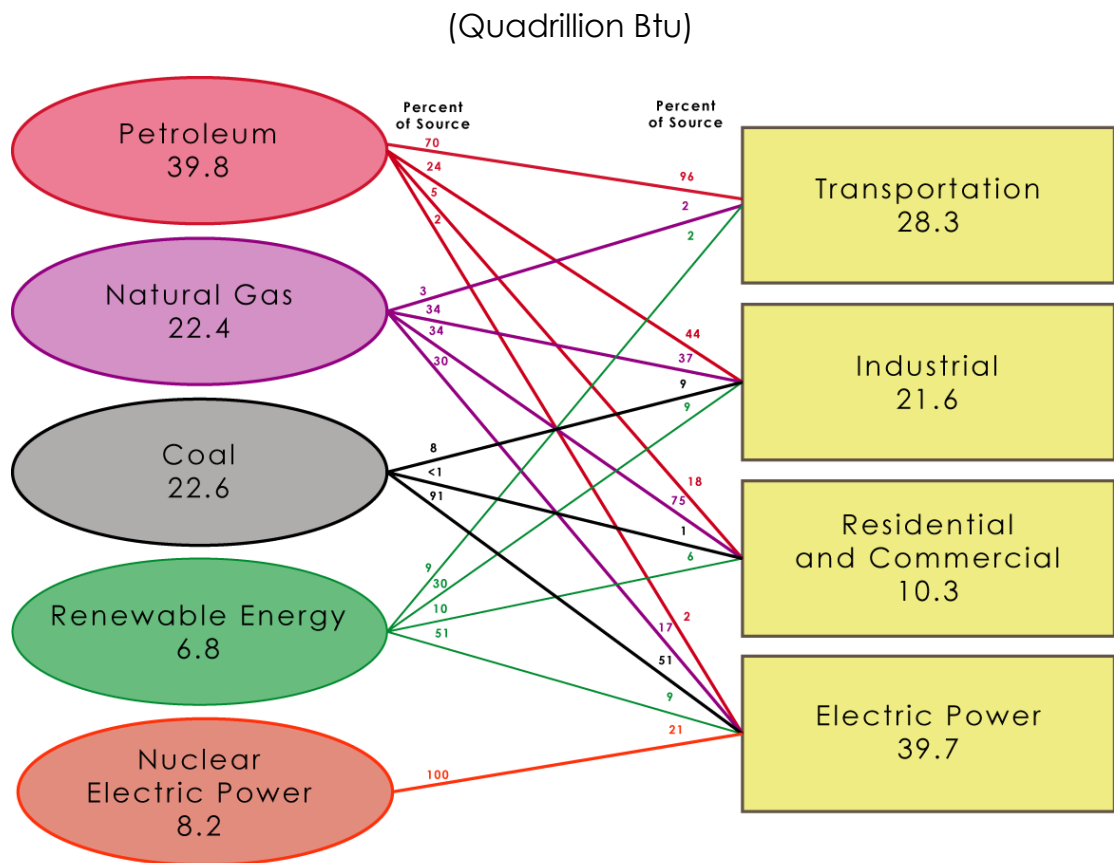 (Quadrillion Btu)
Percent
of Source
Percent
of Source
Petroleum
39.8
Natural Gas
22.4
Coal
22.6
Renewable Energy
6.8
Nuclear
Electric Power
8.2
70
24
5
2
3
34
34
30
8
<1
91
9
30
10
51
100
96
2
2
44
37
9
9
18
75
1
6
2
17
51
9
21
Transportation
28.3
Industrial
21.6
Residential
and Commercial
10.3
Electric Power
39.7